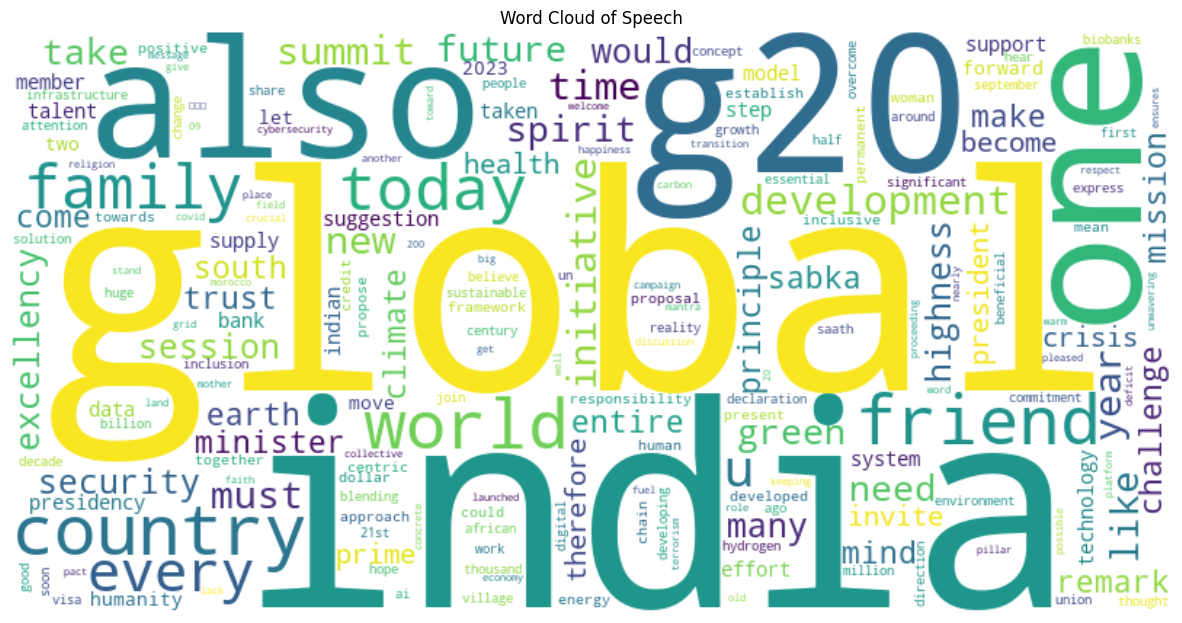 Word Cloud of Speech
take positive message give summit future would concept support biobanks
member infrastructure talent attention two change 09 also share let cybersecurity 2023 people toward taken time welcome spirit happiness g20 model establish step growth transition woman around half overcome permanent forward september near make become first ensures one
religion another health family place field covid crucial come towards solution today suggestion new 200 supply south trust bank grid inclusion
stand huge morocco excellency session mother global indian credit propose climate big believe sustainable framework century get well initiative un campaign proposal mantra reality discussion carbon essential development significant inclusive principle sabka saath 20 proceeding highness nearly president beneficial respect express mean mission unwavering warm crisis pleased
data billion land earth move minister decade join world responsibility entire declaration present green human friend word commitment year deficit challenge
together security presidency must collective faith centric dollar blending launched approach 21st concrete could african therefore digital chain fuel developing terrorism u developed role ago keeping many hydrogen system need environment invite like technology platform possible
country every india good soon pact visa lack humanity prime hope ai work thousand economy village energy effort old mind million direction pillar union remark thought